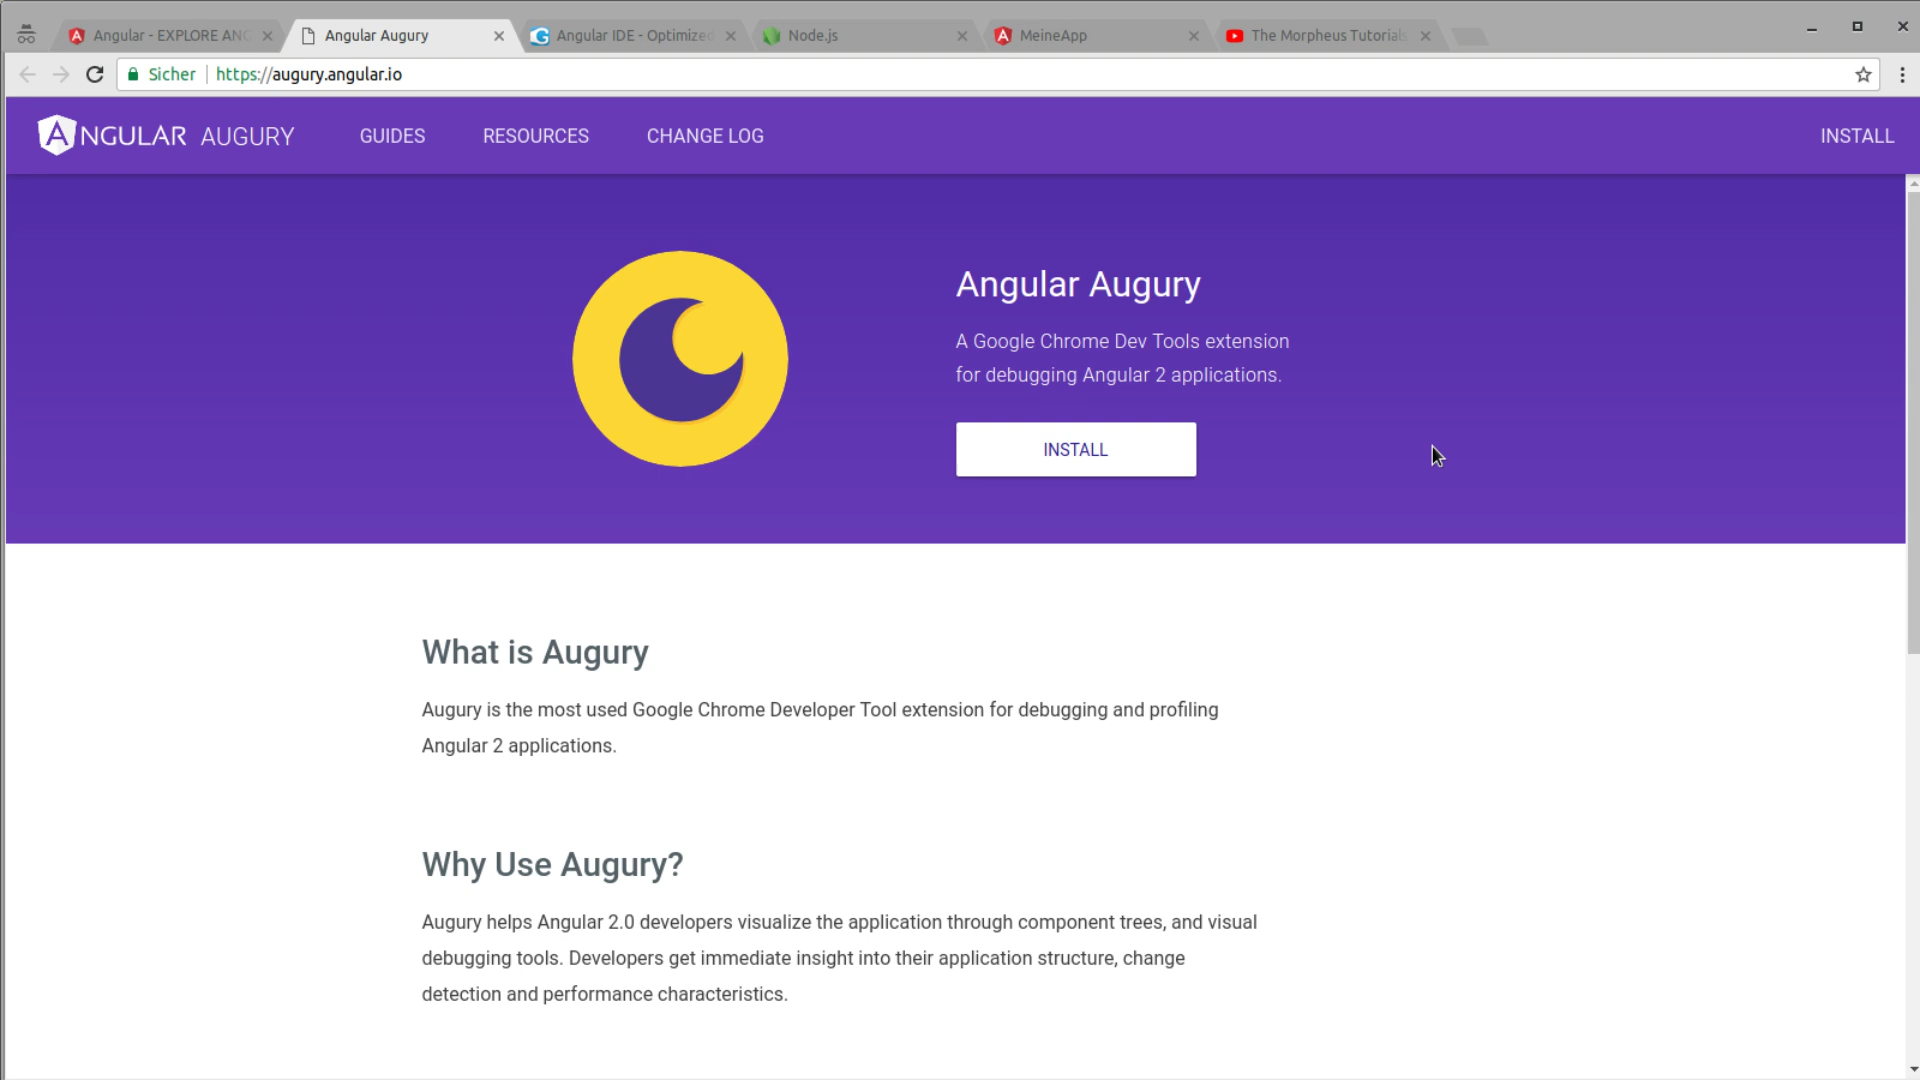 Angular - EXPLORE ANG
Angular Augury
Angular IDE - Optimized
Node.js
MeineApp
The Morpheus Tutorials
Sicher
https://augury.angular.io
ANGULAR AUGURY
GUIDES
RESOURCES
CHANGE LOG
INSTALL
Angular Augury
A Google Chrome Dev Tools extension
for debugging Angular 2 applications.
INSTALL
What is Augury
Augury is the most used Google Chrome Developer Tool extension for debugging and profiling
Angular 2 applications.
Why Use Augury?
Augury helps Angular 2.0 developers visualize the application through component trees, and visual
debugging tools. Developers get immediate insight into their application structure, change
detection and performance characteristics.